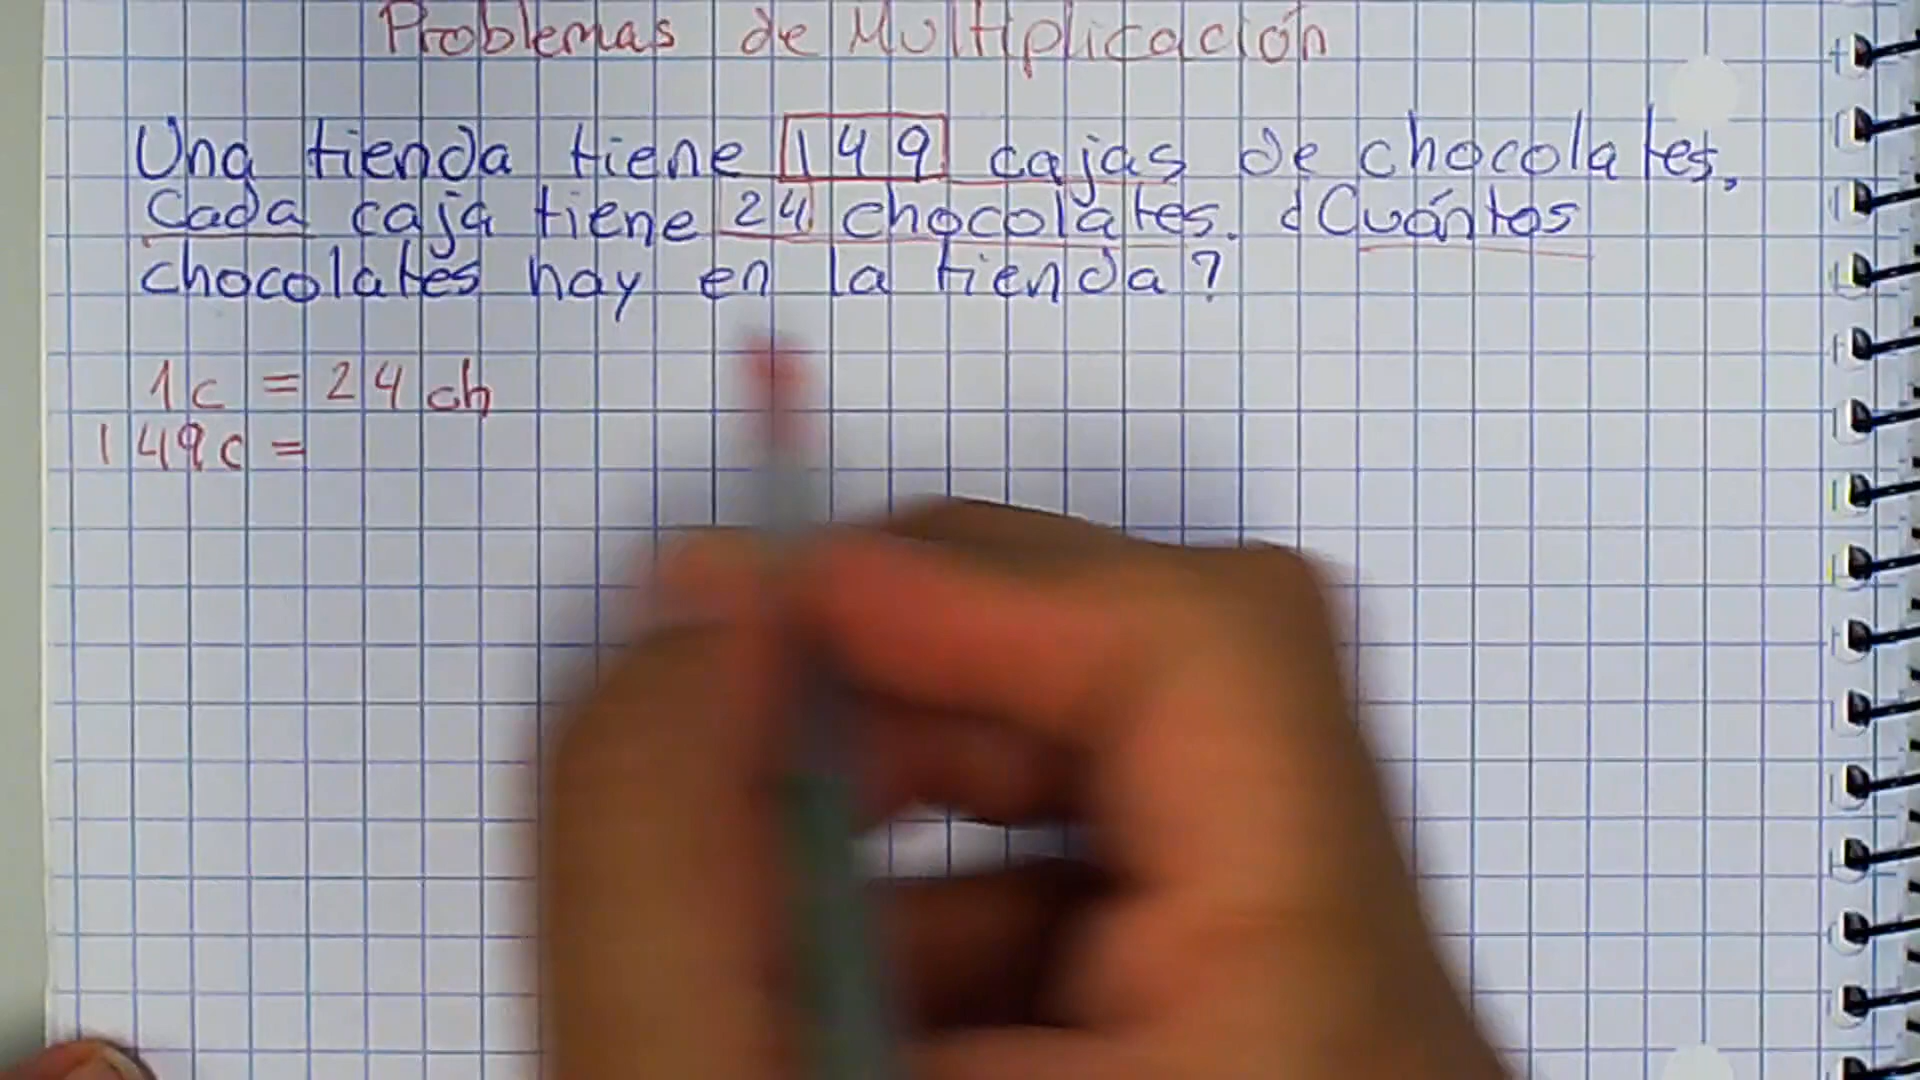 Problemas de Multiplicación
Una tienda tiene 149 cajas de chocolates.
Cada caja tiene 24 chocolates. ¿Cuántos
chocolates hay en la tienda?
1c = 24 ch
149c =